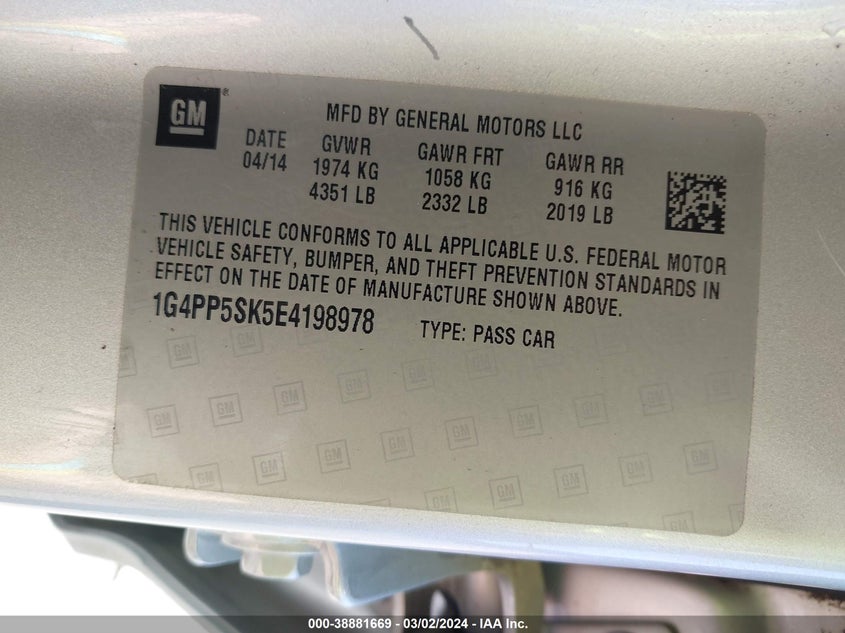 GM®
MFD BY GENERAL MOTORS LLC
DATE GVWR GAWR FRT GAWR RR
04/14 1974 KG 1058 KG 916 KG
4351 LB 2332 LB 2019 LB
THIS VEHICLE CONFORMS TO ALL APPLICABLE U.S. FEDERAL MOTOR
VEHICLE SAFETY, BUMPER, AND THEFT PREVENTION STANDARDS IN
EFFECT ON THE DATE OF MANUFACTURE SHOWN ABOVE.
1G4PP5SK5E4198978 TYPE: PASS CAR
000-38881669 - 03/02/2024 - IAA Inc.